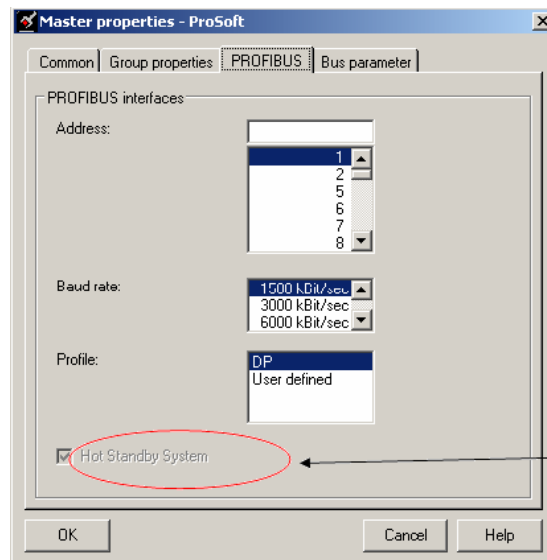 Master properties - ProSoft
Common
Group properties
PROFIBUS
Bus parameter
PROFIBUS interfaces
Address:
1
2
5
6
7
8
Baud rate:
1500 kBit/sec
3000 kBit/sec
6000 kBit/sec
Profile:
DP
User defined
Hot Standby System
OK
Cancel
Help